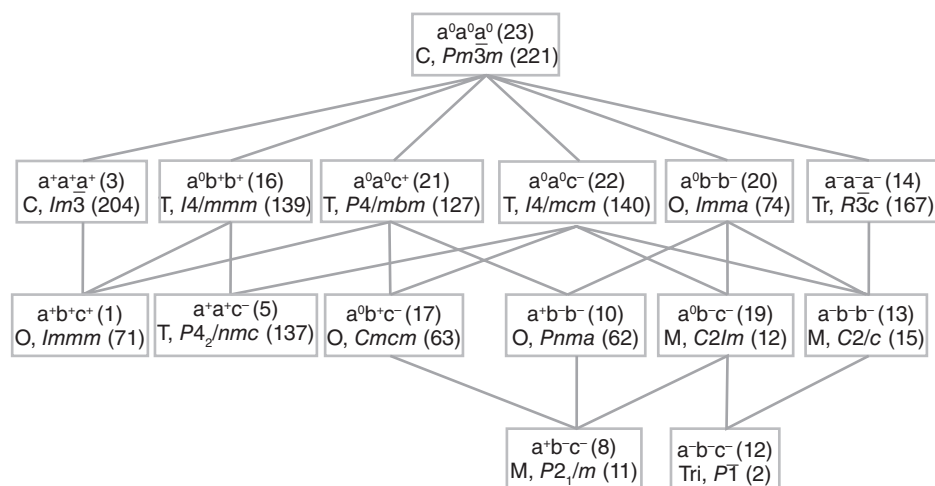 a⁰a⁰a⁰ (23)
C, Pm3̅m (221)
a⁺a⁺a⁺ (3)
C, Im3̅ (204)
a⁰b⁺b⁺ (16)
T, I4/mmm (139)
a⁰a⁰c⁺ (21)
T, P4/mbm (127)
a⁰a⁰c⁻ (22)
T, I4/mcm (140)
a⁰b⁻b⁻ (20)
O, Imma (74)
a⁻a⁻a⁻ (14)
Tr, R3̅c (167)
a⁺b⁺c⁺ (1)
O, Immm (71)
a⁺a⁺c⁻ (5)
T, P4₂/nmc (137)
a⁰b⁺c⁻ (17)
O, Cmcm (63)
a⁺b⁻b⁻ (10)
O, Pnma (62)
a⁰b⁻c⁻ (19)
M, C2Im (12)
a⁻b⁻b⁻ (13)
M, C2/c (15)
a⁺b⁻c⁻ (8)
M, P2₁/m (11)
a⁻b⁻c⁻ (12)
Tri, P1̅ (2)